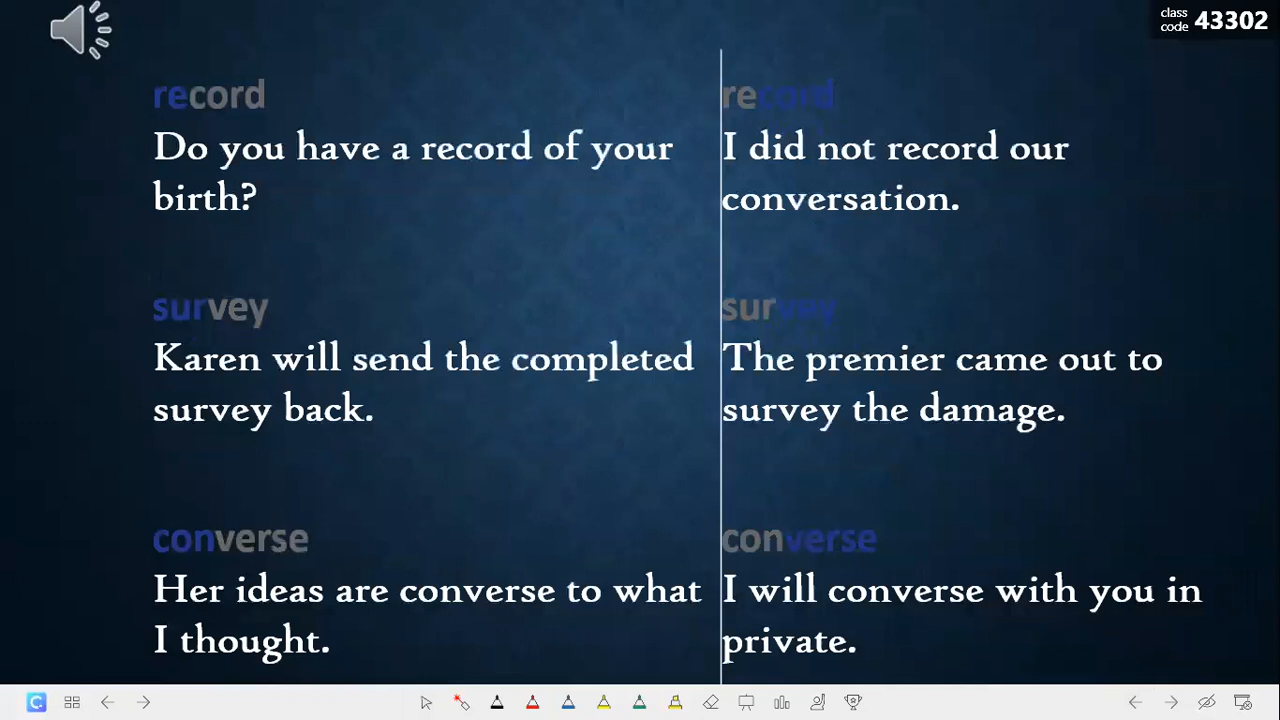 class
code 43302
record
Do you have a record of your
birth?
survey
Karen will send the completed
survey back.
converse
Her ideas are converse to what
I thought.
record
I did not record our
conversation.
survey
The premier came out to
survey the damage.
converse
I will converse with you in
private.